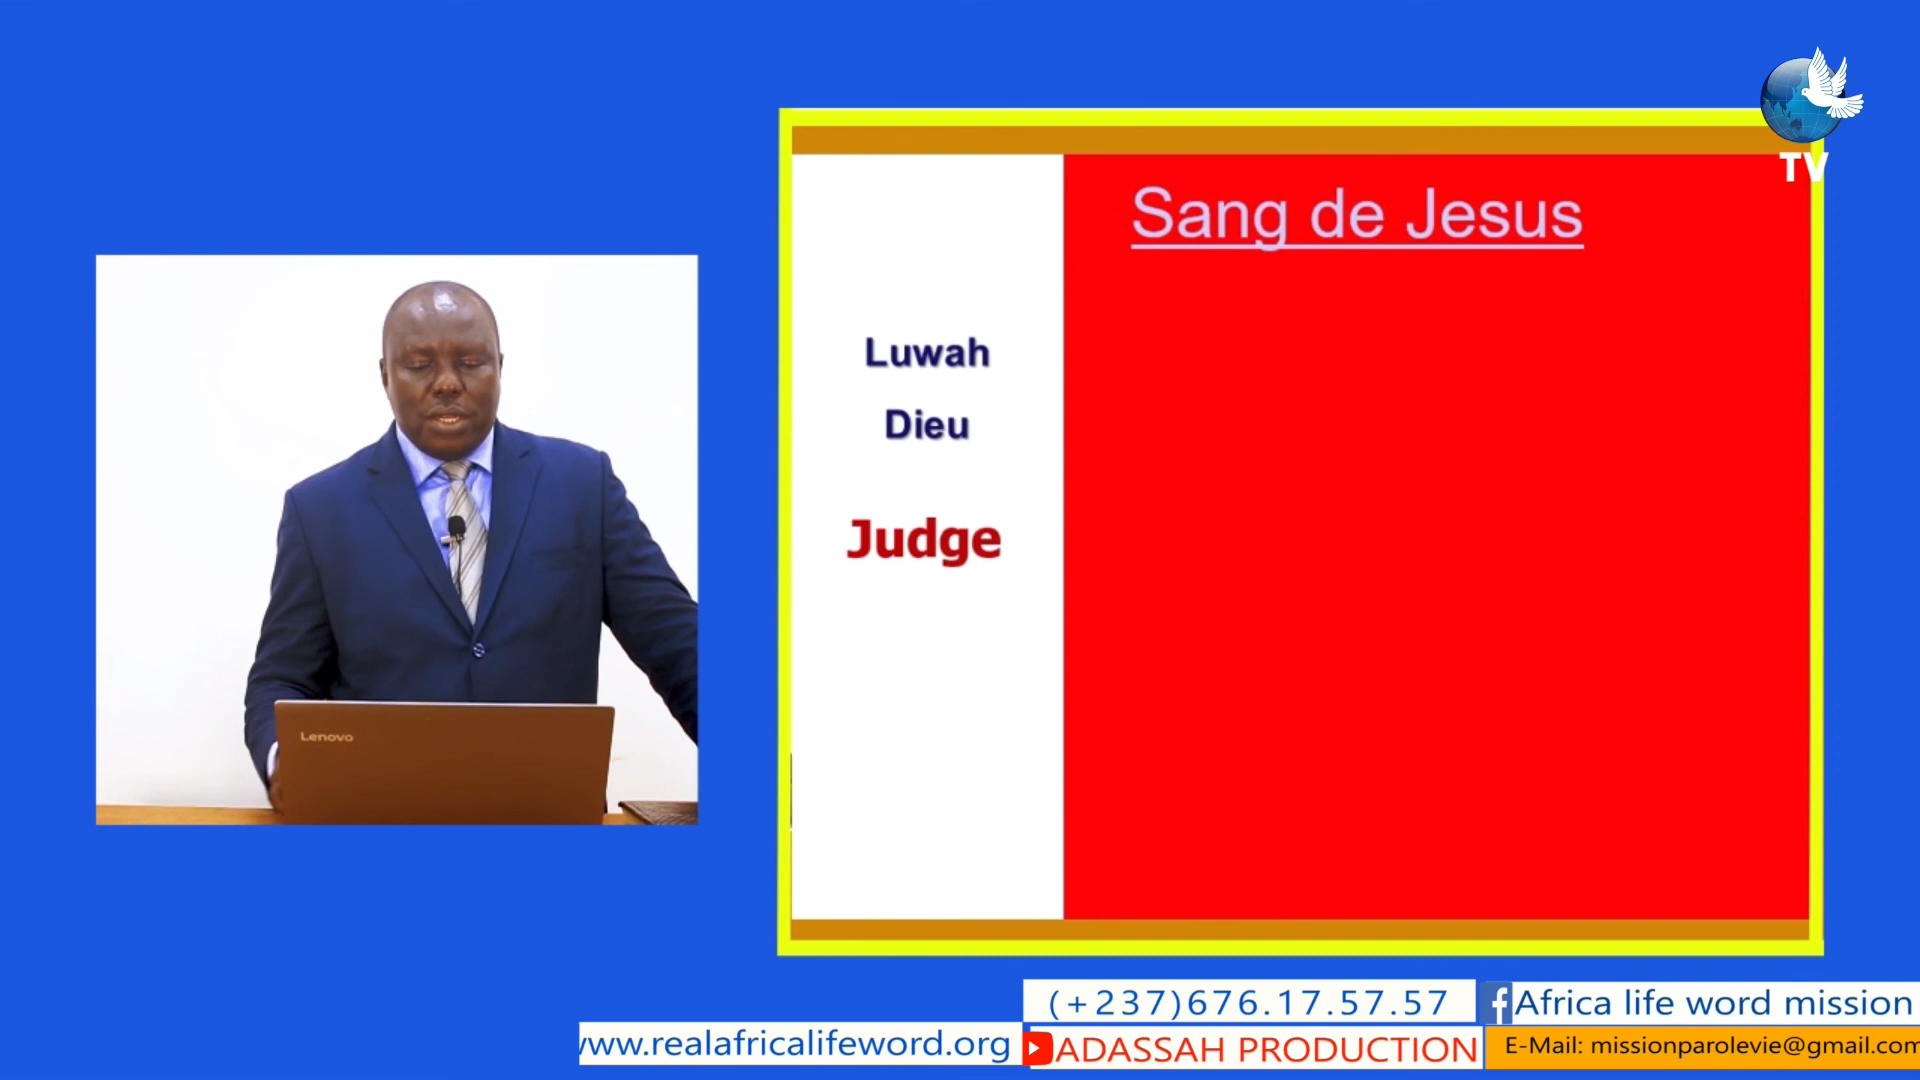 TV
Sang de Jesus
Luwah
Dieu
Judge
Lenovo
(+237)676.17.57.57
Africa life word mission
www.realafricalifeword.org
ADASSAH PRODUCTION
E-Mail: missionparolevie@gmail.com